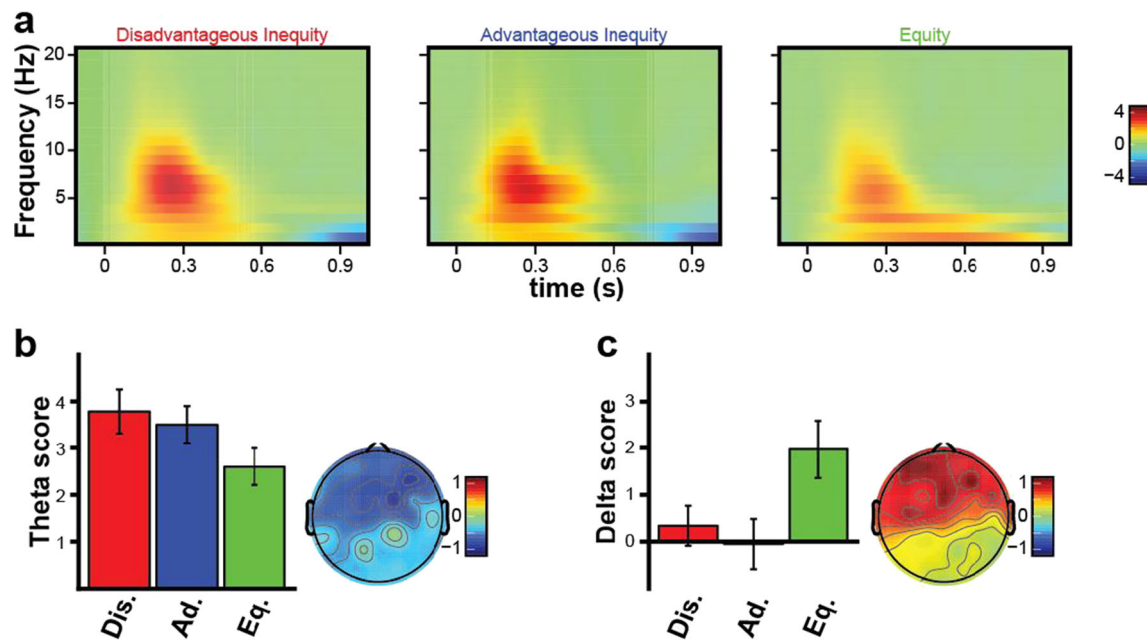 a
Disadvantageous Inequity
Advantageous Inequity
Equity
Frequency (Hz)
20
15
10
5
0 0.3 0.6 0.9
0 0.3 0.6 0.9
0 0.3 0.6 0.9
time (s)
4
0
−4
b
Theta score
4
3
2
1
Dis. Ad. Eq.
1
0
−1
c
Delta score
3
2
1
0
Dis. Ad. Eq.
1
0
−1